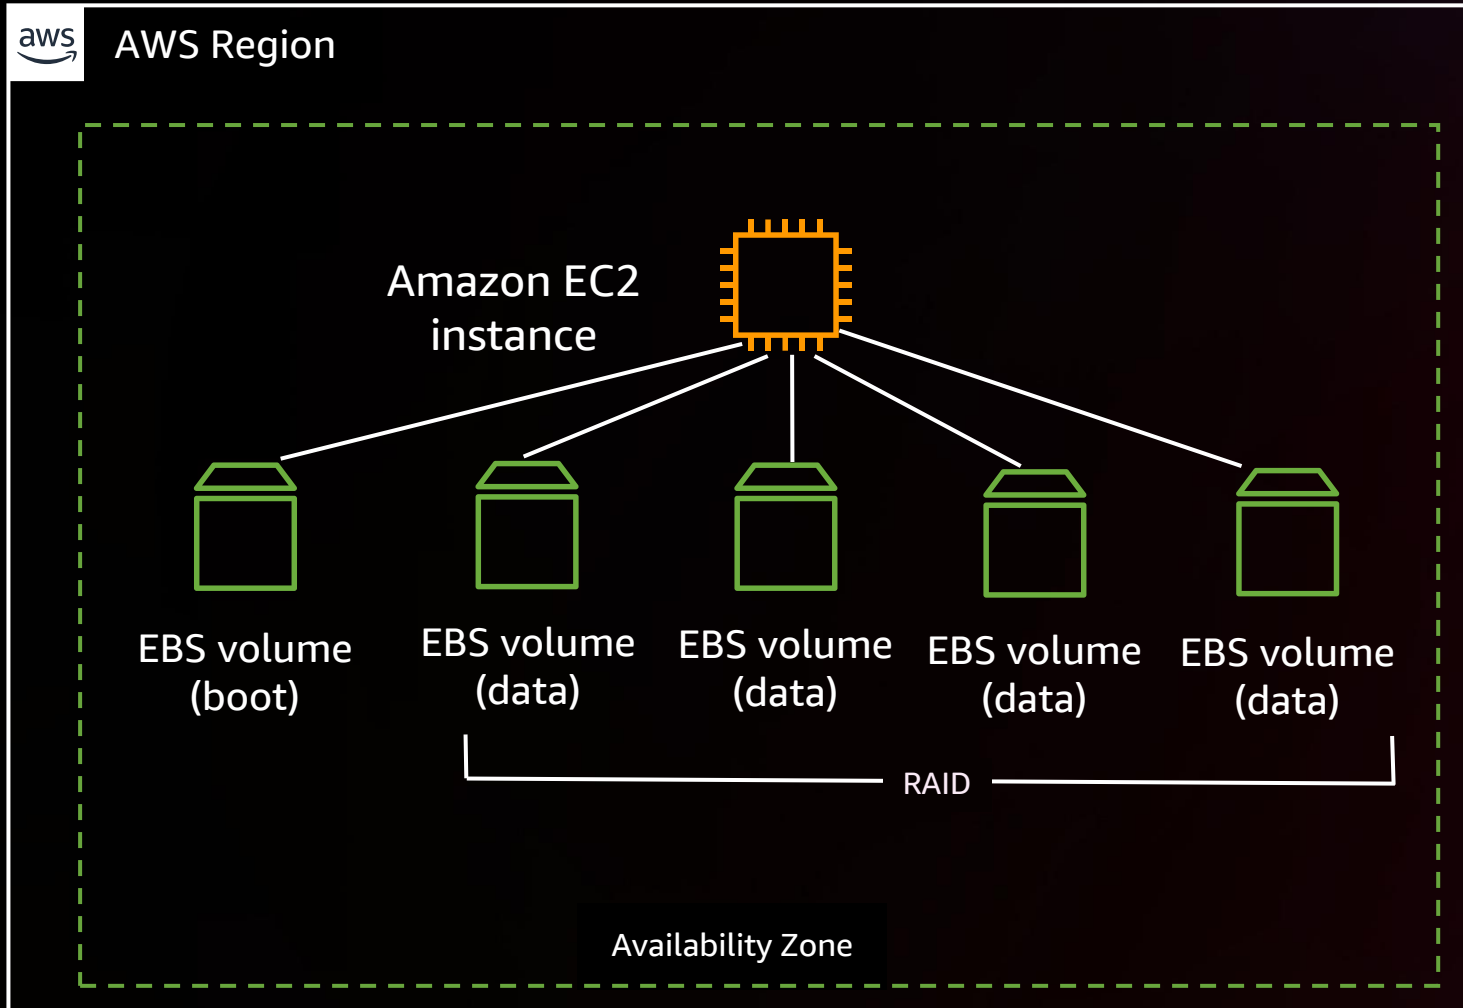 aws
AWS Region
Amazon EC2
instance
EBS volume
(boot)
EBS volume
(data)
EBS volume
(data)
EBS volume
(data)
EBS volume
(data)
RAID
Availability Zone